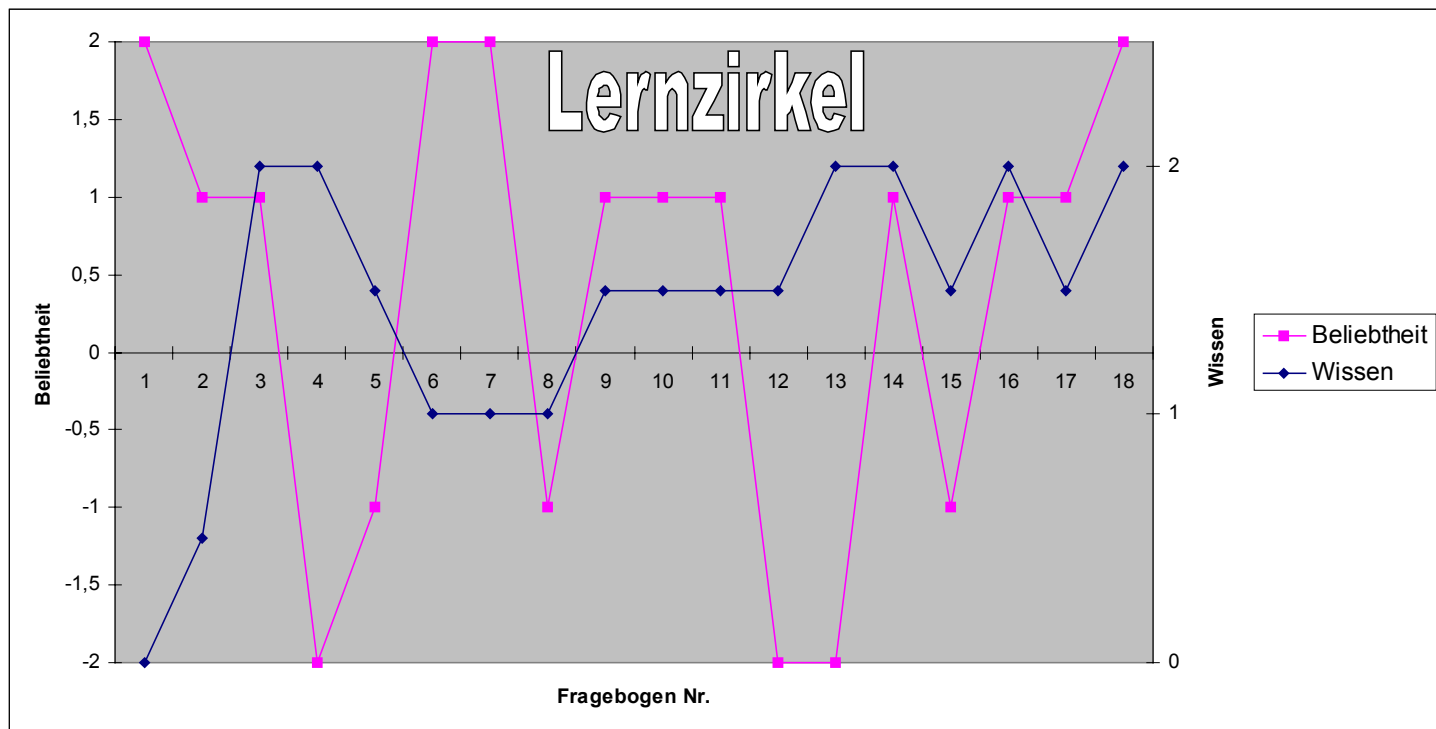 Lernzirkel
2
1,5
1
0,5
0
-0,5
-1
-1,5
-2
Beliebtheit
1 2 3 4 5 6 7 8 9 10 11 12 13 14 15 16 17 18
Fragebogen Nr.
2
1
0
Wissen
Beliebtheit
Wissen